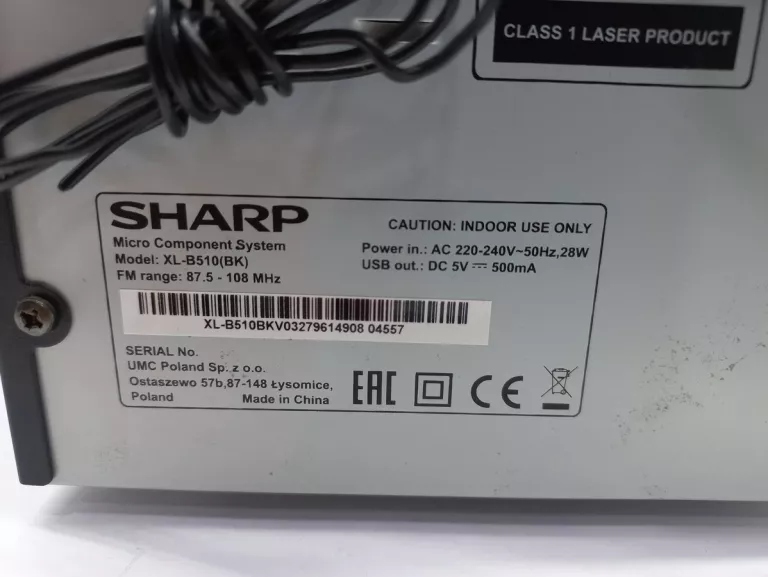 CLASS 1 LASER PRODUCT
SHARP
CAUTION: INDOOR USE ONLY
Micro Component System
Model: XL-B510(BK)
FM range: 87.5 - 108 MHz
Power in.: AC 220-240V~50Hz,28W
USB out.: DC 5V ⎓ 500mA
XL-B510BKV03279614908 04557
SERIAL No.
UMC Poland Sp. z o.o.
Ostaszewo 57b,87-148 Łysomice,
Poland
Made in China
EAC
CE